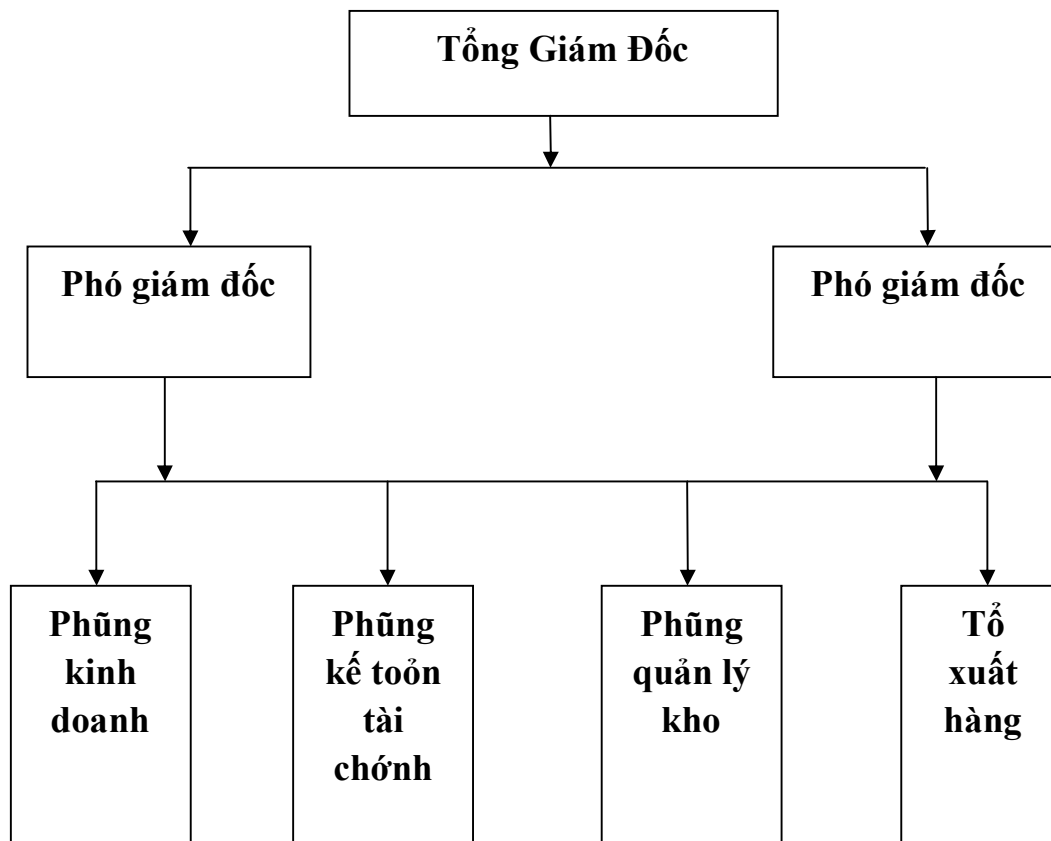 Tổng Giám Đốc
Phó giám đốc
Phó giám đốc
Phũng
kinh
doanh
Phũng
kế toỏn
tài
chớnh
Phũng
quản lý
kho
Tổ
xuất
hàng